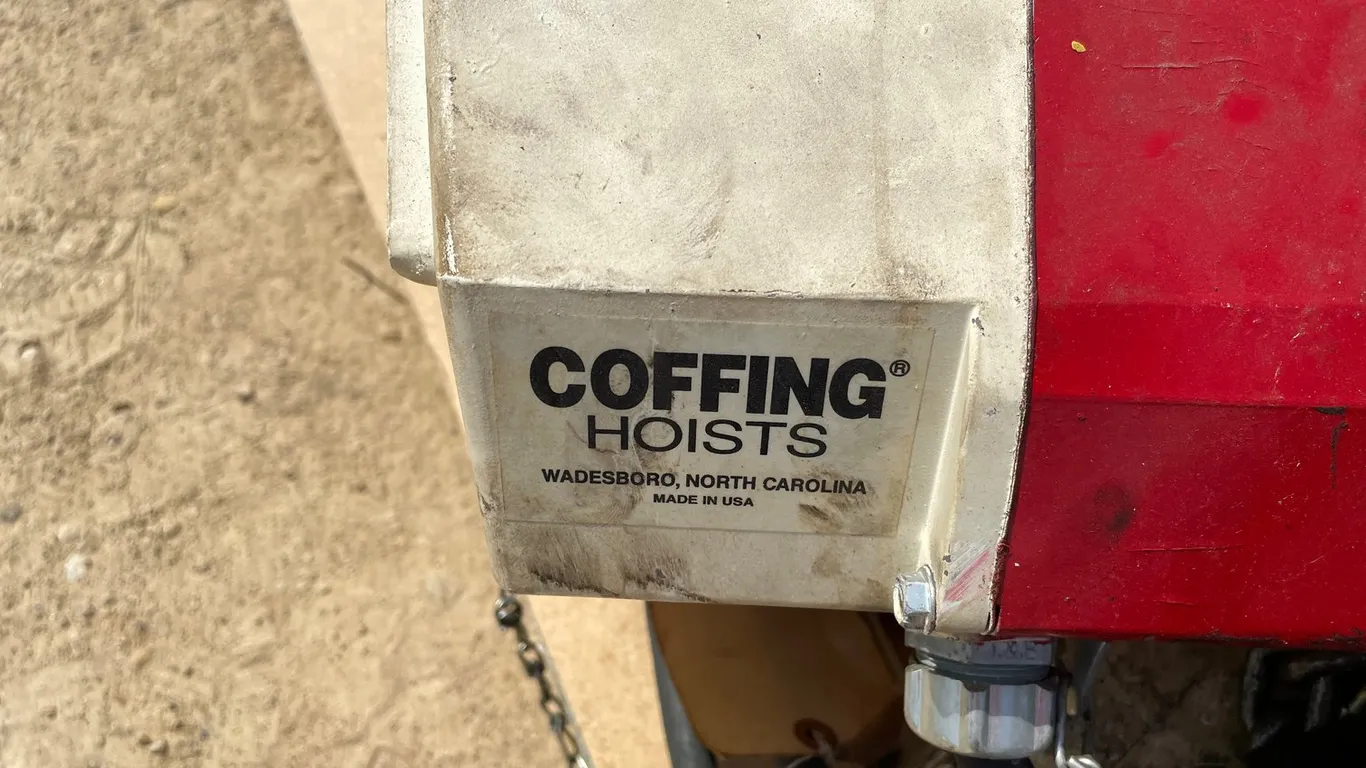 COFFING®
HOISTS
WADESBORO, NORTH CAROLINA
MADE IN USA